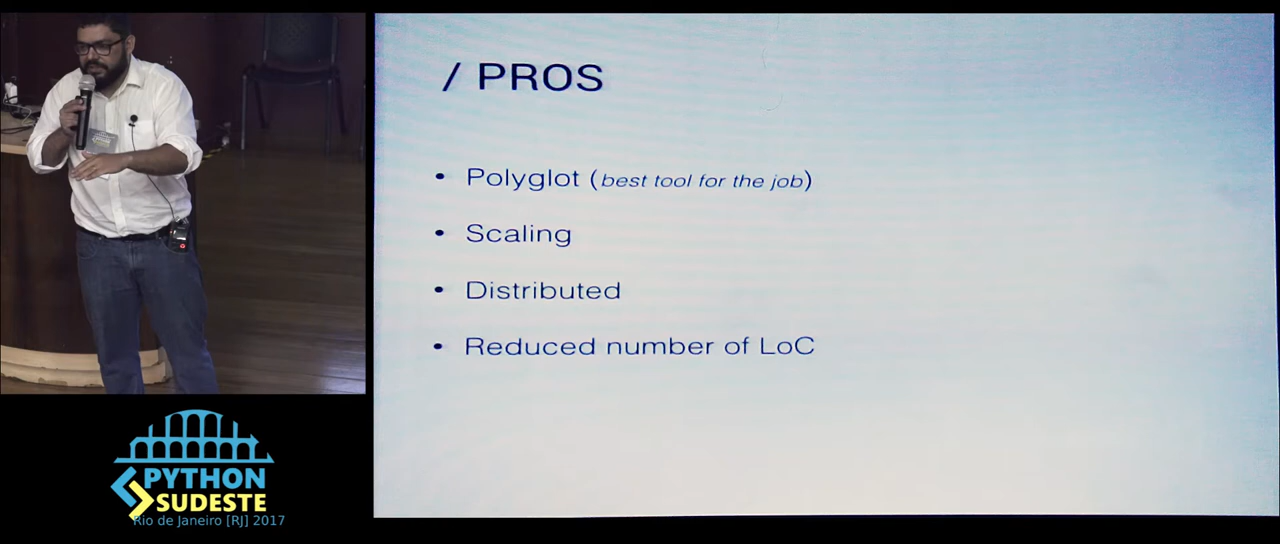 / PROS
• Polyglot (best tool for the job)
• Scaling
• Distributed
• Reduced number of LoC
PYTHON
SUDESTE
Rio de Janeiro [RJ] 2017